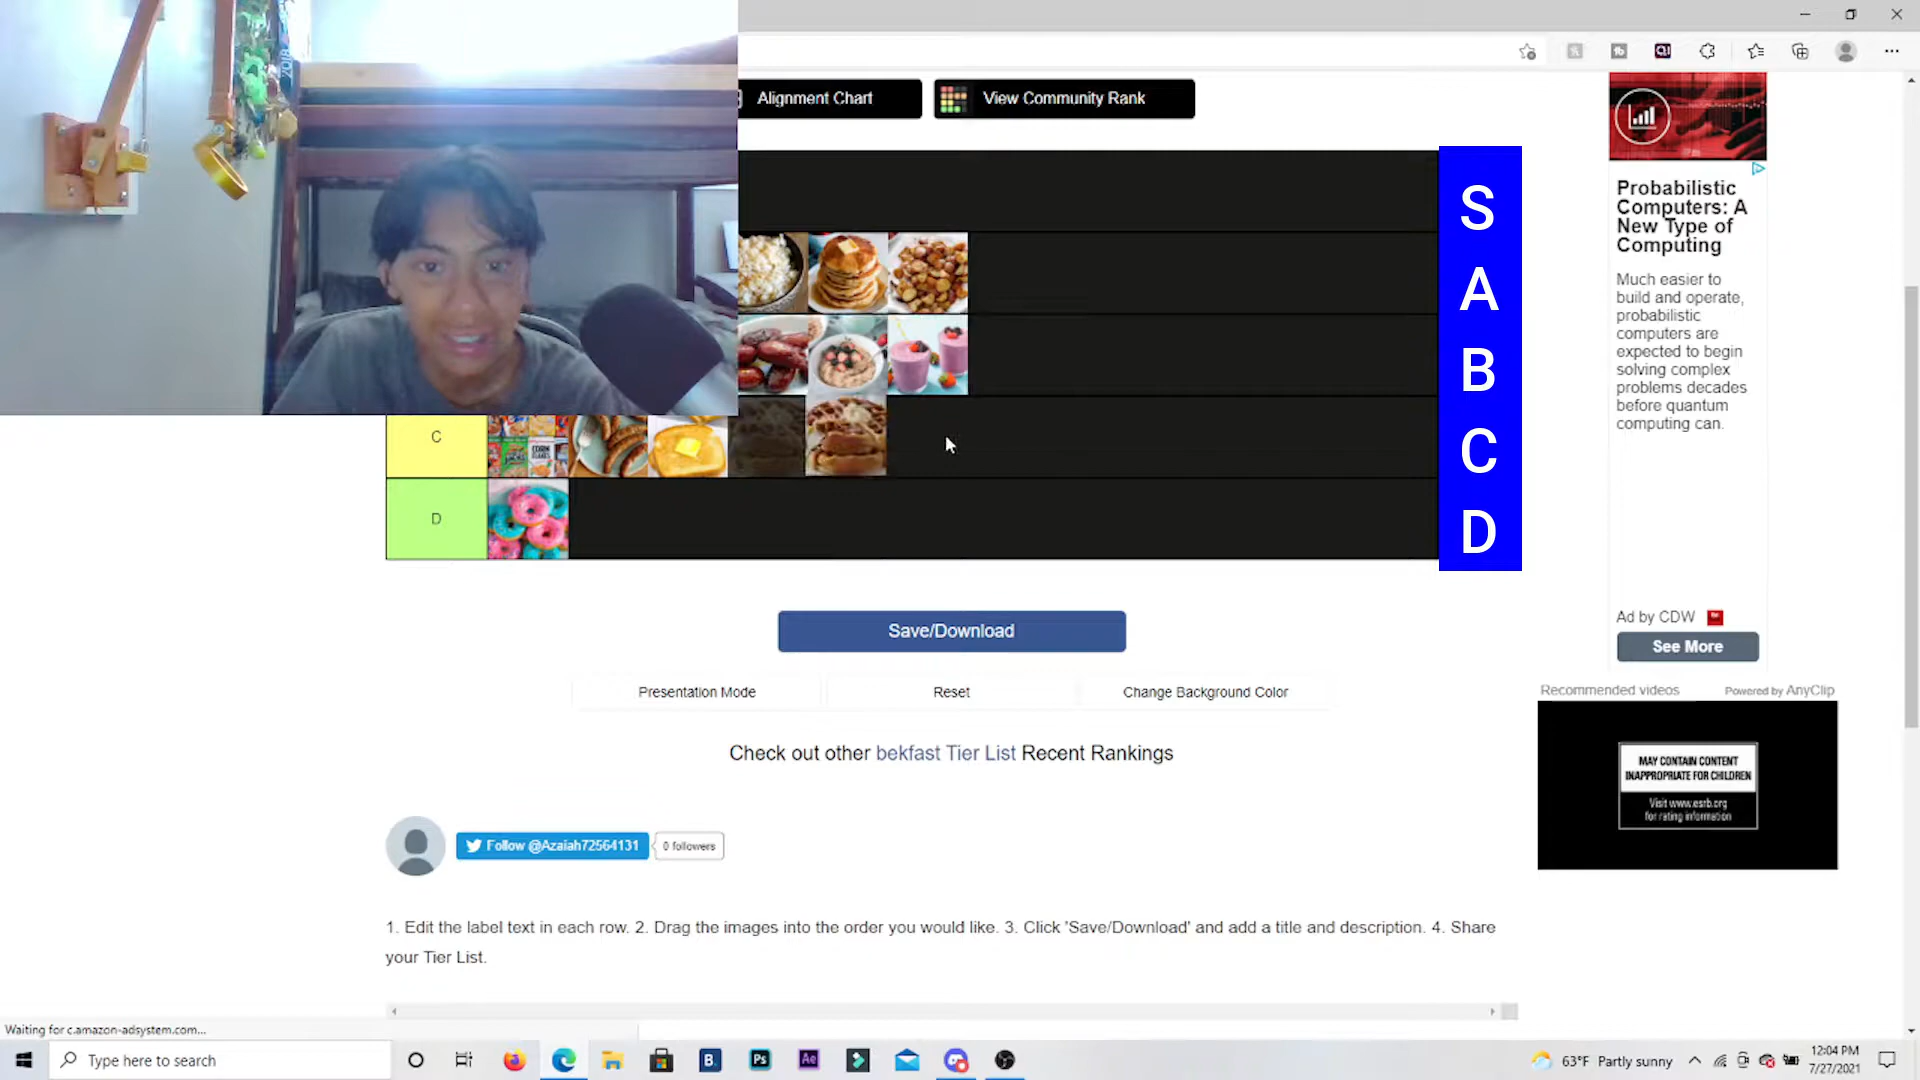 2018
Alignment Chart
View Community Rank
S
A
B
C
D
C
D
CORN
Save/Download
Presentation Mode
Reset
Change Background Color
Check out other bekfast Tier List Recent Rankings
Follow @Azaiah72564131
0 followers
1. Edit the label text in each row. 2. Drag the images into the order you would like. 3. Click 'Save/Download' and add a title and description. 4. Share
your Tier List.
Probabilistic
Computers: A
New Type of
Computing
Much easier to
build and operate,
probabilistic
computers are
expected to begin
solving complex
problems decades
before quantum
computing can.
Ad by CDW
See More
Recommended videos
Powered by AnyClip
MAY CONTAIN CONTENT
INAPPROPRIATE FOR CHILDREN
Visit www.esrb.org
for rating information
Waiting for c.amazon-adsystem.com...
Type here to search
B.
Ps
Ae
63°F Partly sunny
12:04 PM
7/27/2021